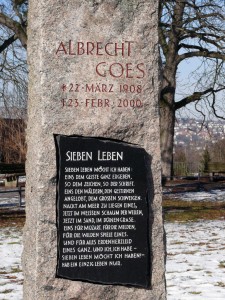 ALBRECHT
GOES
*22·MÄRZ 1908
†23·FEBR·2000
SIEBEN LEBEN
SIEBEN LEBEN MÖCHT ICH HABEN:
EINS DEM GEISTE GANZ ERGEBEN,
SO DEM ZEICHEN, SO DER SCHRIFT.
EINS DEN WÄLDERN, DEN GESTIRNEN
ANGELOBT, DEM GROSSEN SCHWEIGEN.
NACKT AM MEER ZU LIEGEN EINES,
JETZT IM WEISSEN SCHAUM DER WELLEN,
JETZT IM SAND, IM DÜNENGRASE.
EINS FÜR MOZART. FÜR DIE MILDEN,
FÜR DIE WILDEN SPIELE EINES.
UND FÜR ALLES ERDENHERZLEID
EINES GANZ. UND ICH, ICH HABE –
SIEBEN LEBEN MÖCHT ICH HABEN! –
HAB EIN EINZIG LEBEN NUR.